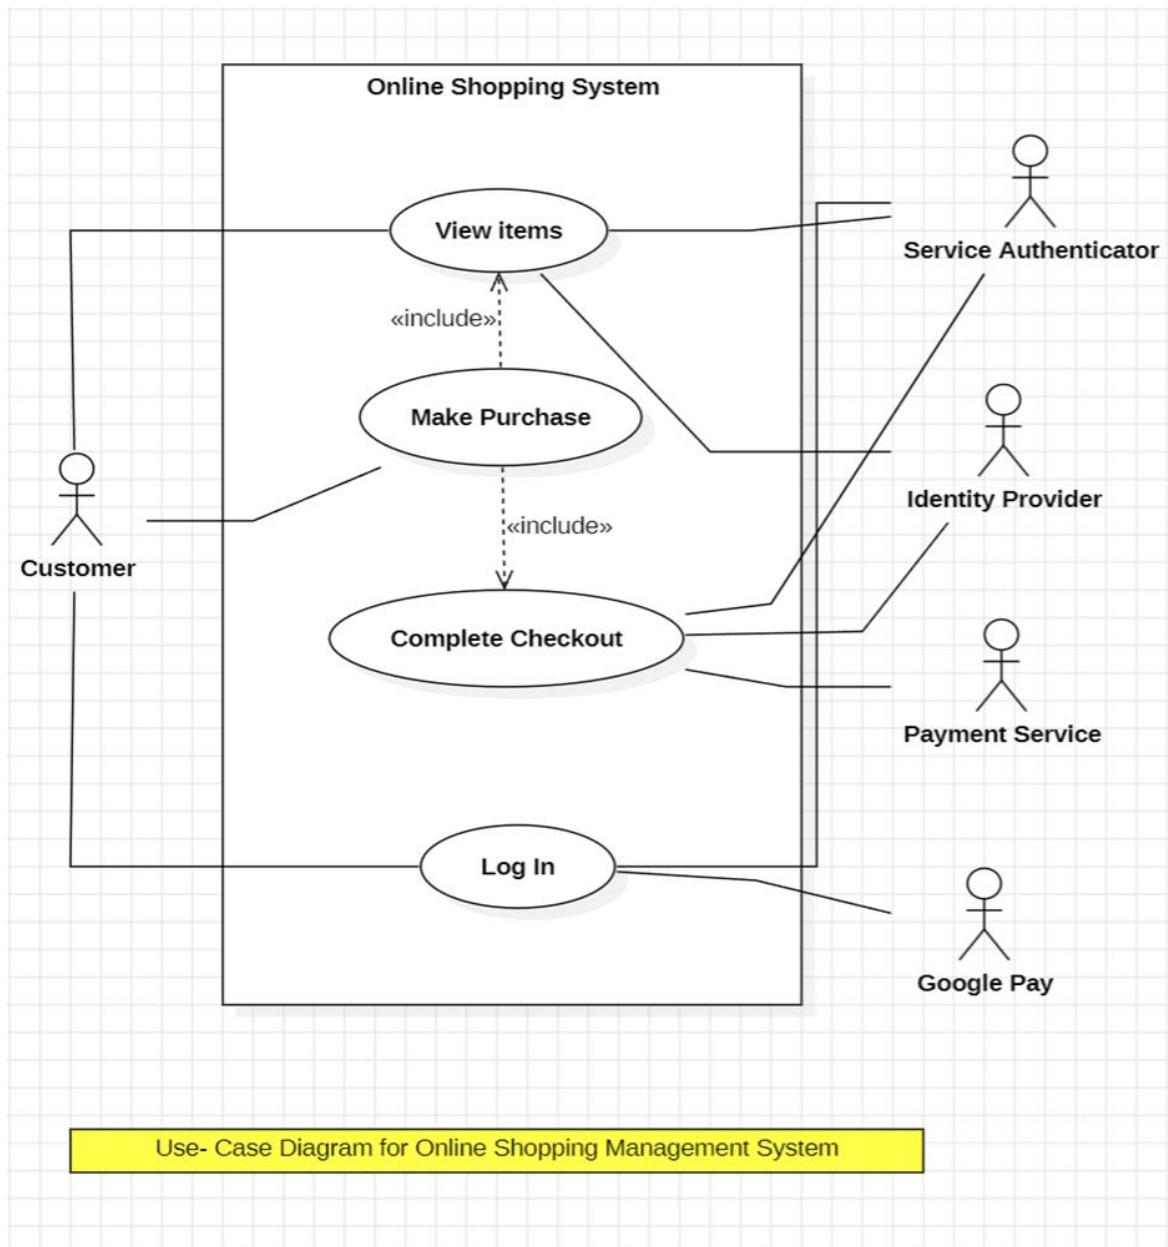 Online Shopping System
View items
Service Authenticator
«include»
Make Purchase
Identity Provider
«include»
Customer
Complete Checkout
Payment Service
Log In
Google Pay
Use- Case Diagram for Online Shopping Management System